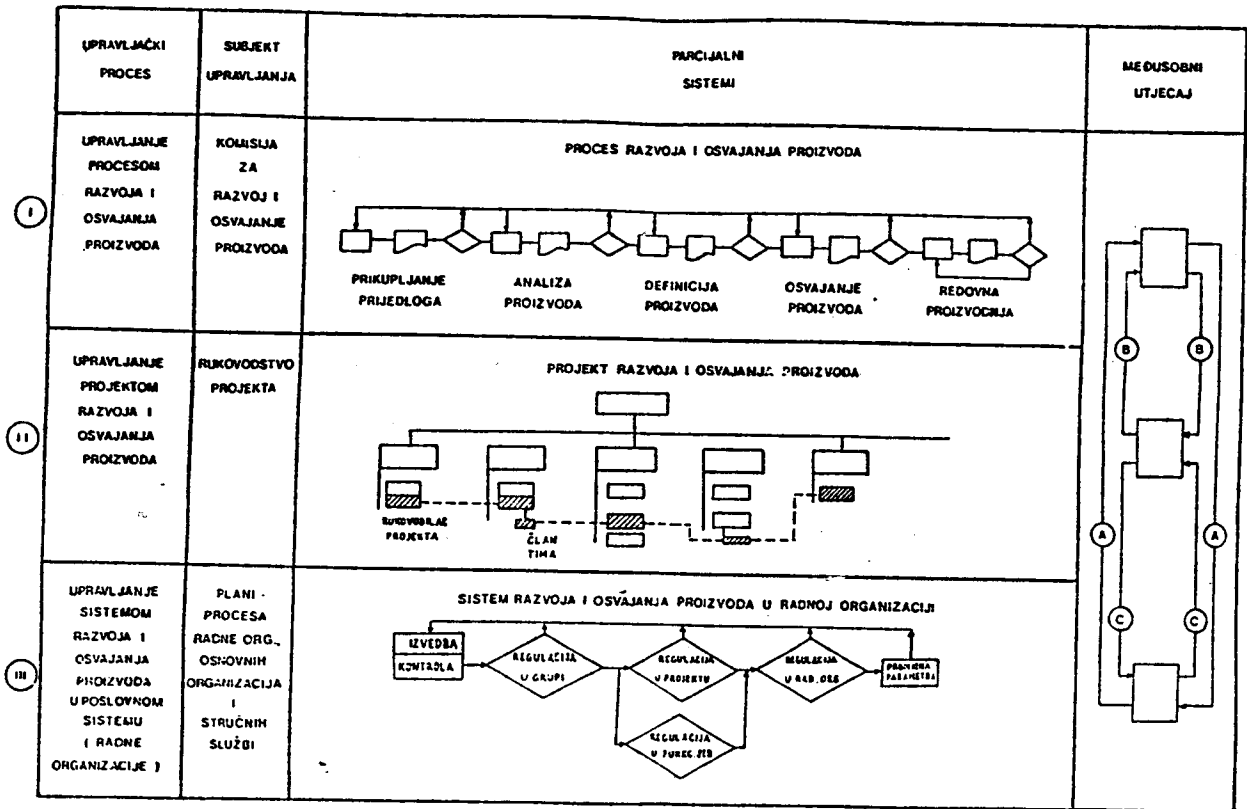 UPRAVLJAČKI
PROCES
SUBJEKT
UPRAVLJANJA
PARCIJALNI
SISTEMI
MEĐUSOBNI
UTJECAJ
I
UPRAVLJANJE
PROCESOM
RAZVOJA I
OSVAJANJA
PROIZVODA
KOMISIJA
ZA
RAZVOJ I
OSVAJANJE
PROIZVODA
PROCES RAZVOJA I OSVAJANJA PROIZVODA
PRIKUPLJANJE
PRIJEDLOGA
ANALIZA
PROIZVODA
DEFINICIJA
PROIZVODA
OSVAJANJE
PROIZVODA
REDOVNA
PROIZVODNJA
II
UPRAVLJANJE
PROJEKTOM
RAZVOJA I
OSVAJANJA
PROIZVODA
RUKOVODSTVO
PROJEKTA
PROJEKT RAZVOJA I OSVAJANJA PROIZVODA
RUKOVODILAC
PROJEKTA
ČLAN
TIMA
III
UPRAVLJANJE
SISTEMOM
RAZVOJA I
OSVAJANJA
PROIZVODA
U POSLOVNOM
SISTEMU
( RADNE
ORGANIZACIJE )
PLANI -
PROCESA
RADNE ORG.,
OSNOVNIH
ORGANIZACIJA
I
STRUČNIH
SLUŽBI
SISTEM RAZVOJA I OSVAJANJA PROIZVODA U RADNOJ ORGANIZACIJI
IZVEDBA
KONTROLA
REGULACIJA
U GRUPI
REGULACIJA
U PROJEKTU
REGULACIJA
U RAD. ORG
PROMJENA
PARAMETRA
REGULACIJA
B
B
A
A
C
C